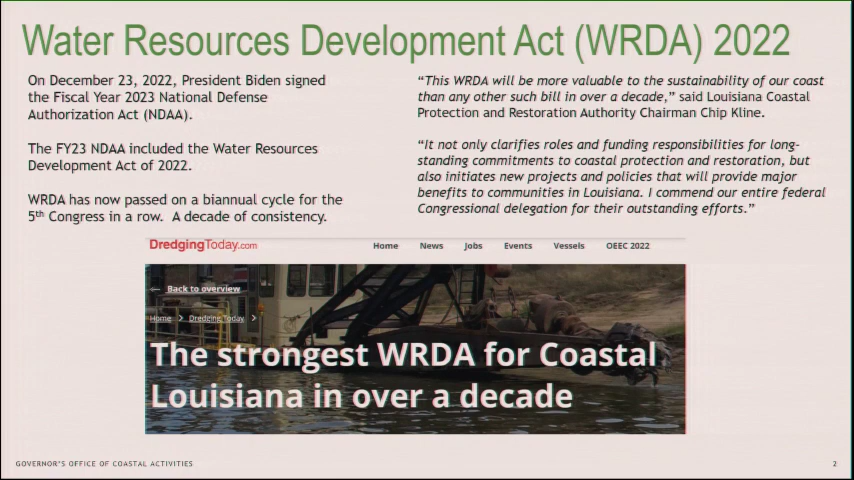 Water Resources Development Act (WRDA) 2022
On December 23, 2022, President Biden signed
the Fiscal Year 2023 National Defense
Authorization Act (NDAA).
The FY23 NDAA included the Water Resources
Development Act of 2022.
WRDA has now passed on a biannual cycle for the
5th Congress in a row. A decade of consistency.
“This WRDA will be more valuable to the sustainability of our coast
than any other such bill in over a decade,” said Louisiana Coastal
Protection and Restoration Authority Chairman Chip Kline.
“It not only clarifies roles and funding responsibilities for long-
standing commitments to coastal protection and restoration, but
also initiates new projects and policies that will provide major
benefits to communities in Louisiana. I commend our entire federal
Congressional delegation for their outstanding efforts.”
DredgingToday.com
Home News Jobs Events Vessels OEEC 2022
← Back to overview
Home > Dredging Today >
The strongest WRDA for Coastal
Louisiana in over a decade
GOVERNOR'S OFFICE OF COASTAL ACTIVITIES
2